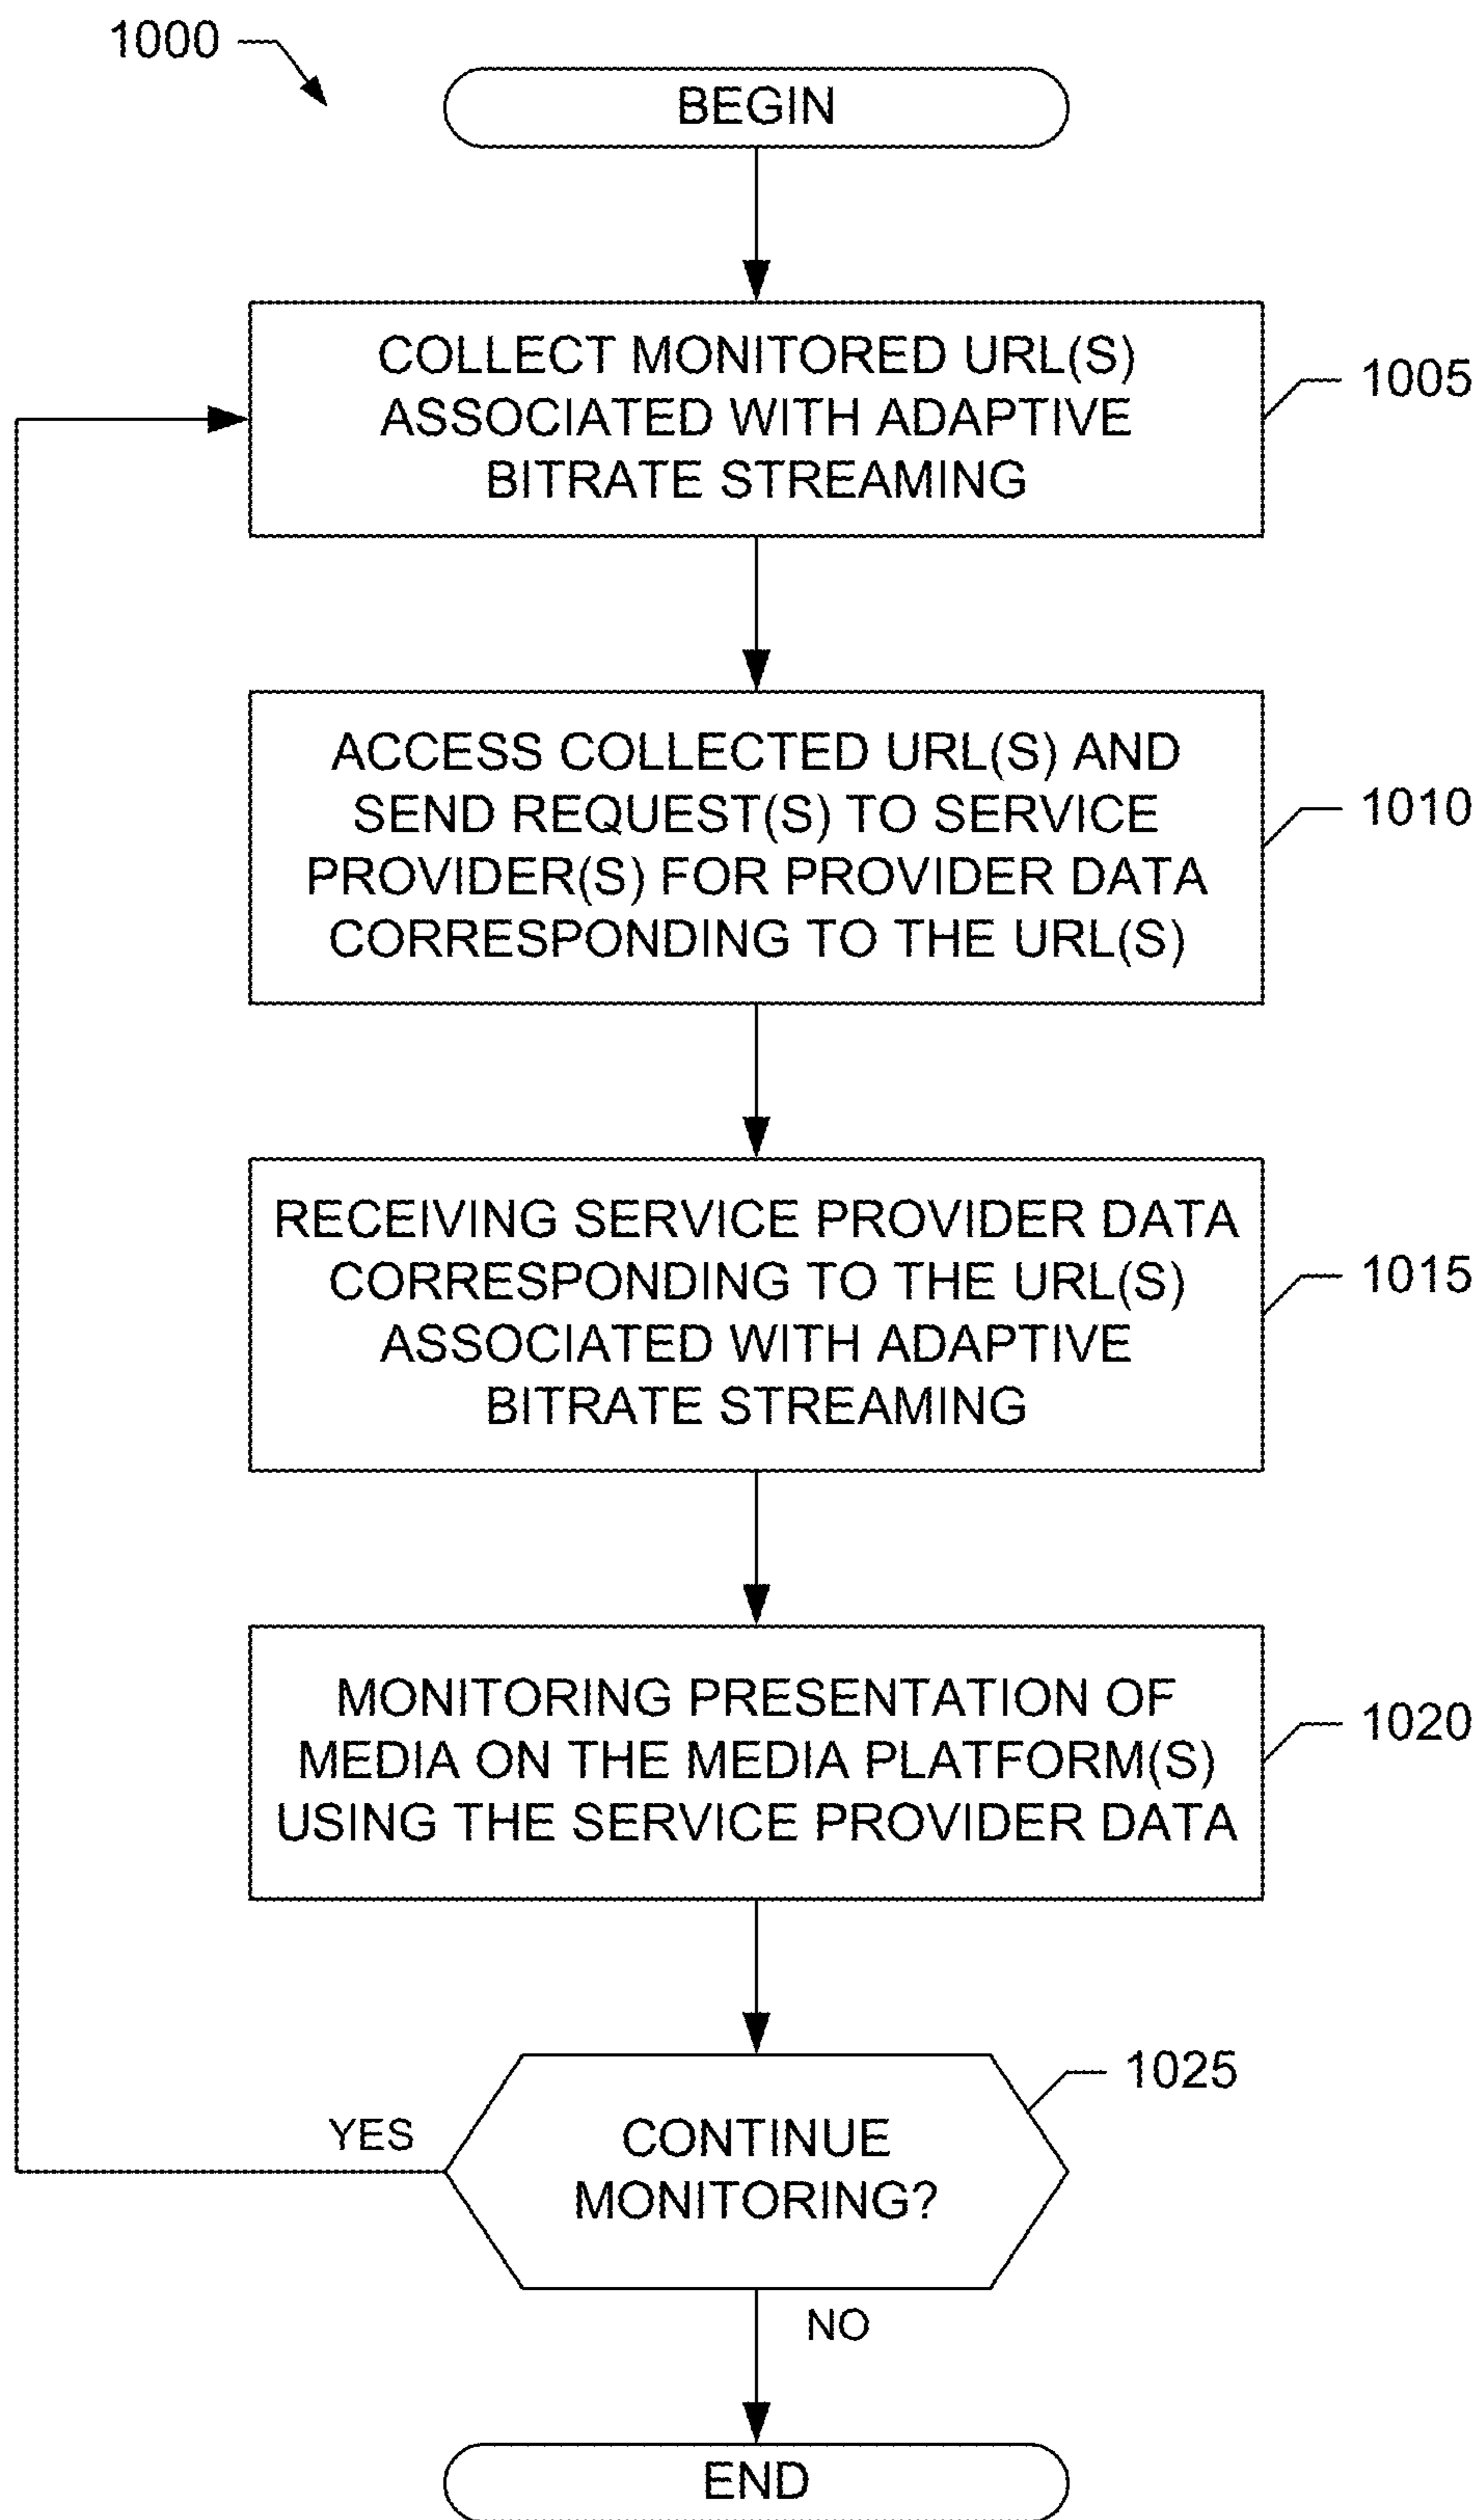 1000
BEGIN
COLLECT MONITORED URL(S)
ASSOCIATED WITH ADAPTIVE
BITRATE STREAMING
1005
ACCESS COLLECTED URL(S) AND
SEND REQUEST(S) TO SERVICE
PROVIDER(S) FOR PROVIDER DATA
CORRESPONDING TO THE URL(S)
1010
RECEIVING SERVICE PROVIDER DATA
CORRESPONDING TO THE URL(S)
ASSOCIATED WITH ADAPTIVE
BITRATE STREAMING
1015
MONITORING PRESENTATION OF
MEDIA ON THE MEDIA PLATFORM(S)
USING THE SERVICE PROVIDER DATA
1020
1025
YES
CONTINUE
MONITORING?
NO
END